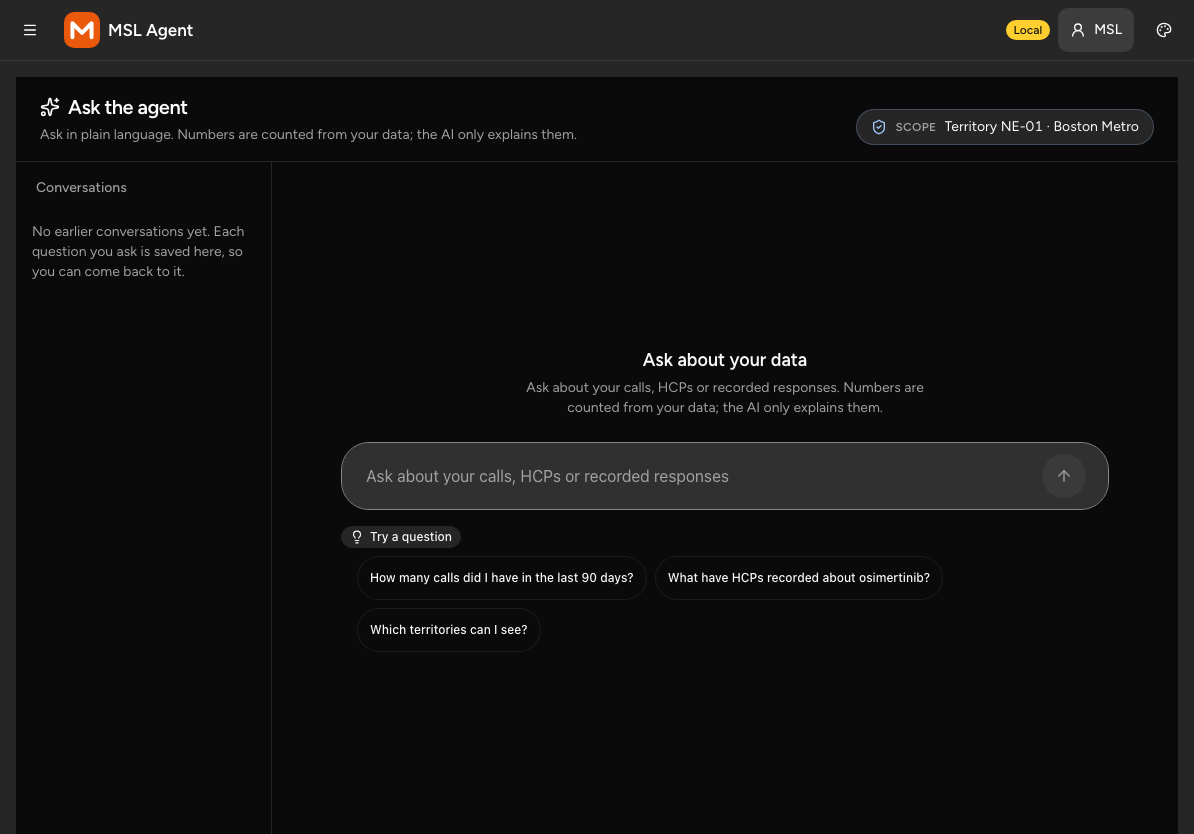 MSL Agent
Local
MSL
Ask the agent
Ask in plain language. Numbers are counted from your data; the AI only explains them.
SCOPE Territory NE-01 · Boston Metro
Conversations
No earlier conversations yet. Each
question you ask is saved here, so
you can come back to it.
Ask about your data
Ask about your calls, HCPs or recorded responses. Numbers are
counted from your data; the AI only explains them.
Ask about your calls, HCPs or recorded responses
Try a question
How many calls did I have in the last 90 days?
What have HCPs recorded about osimertinib?
Which territories can I see?